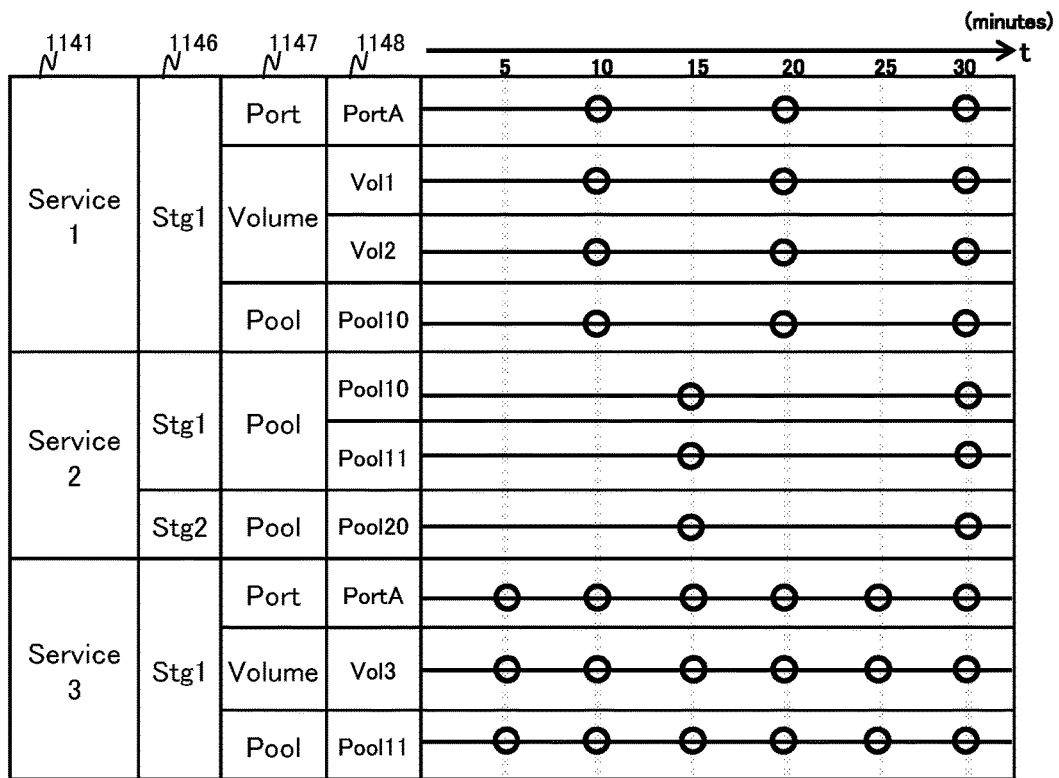 (minutes)
1141 1146 1147 1148
t
5 10 15 20 25 30
Service 1
Stg1
Port
PortA
Volume
Vol1
Vol2
Pool
Pool10
Service 2
Stg1
Pool
Pool10
Pool11
Stg2
Pool
Pool20
Service 3
Stg1
Port
PortA
Volume
Vol3
Pool
Pool11